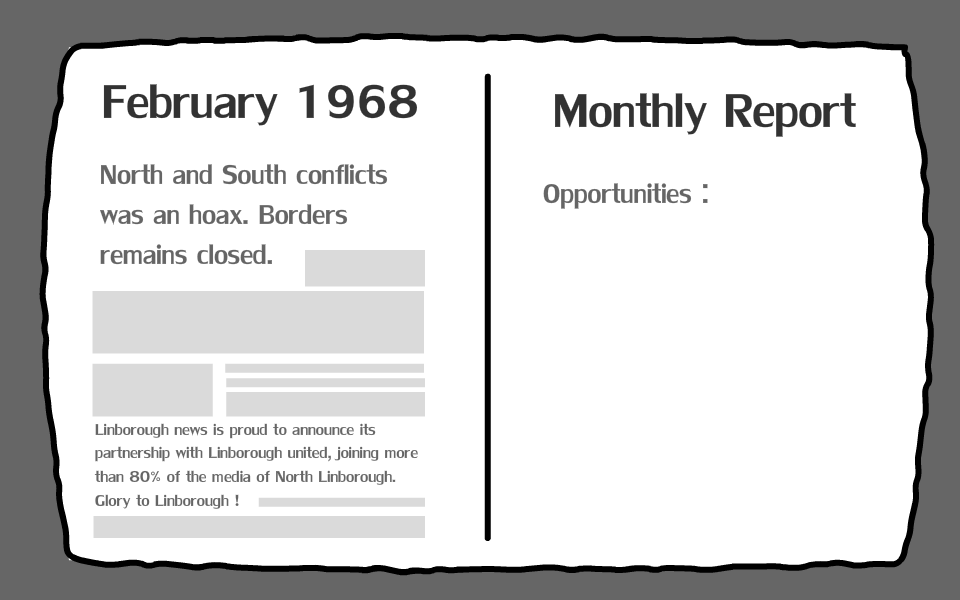 February 1968
North and South conflicts
was an hoax. Borders
remains closed.
Linborough news is proud to announce its
partnership with Linborough united, joining more
than 80% of the media of North Linborough.
Glory to Linborough !
Monthly Report
Opportunities :